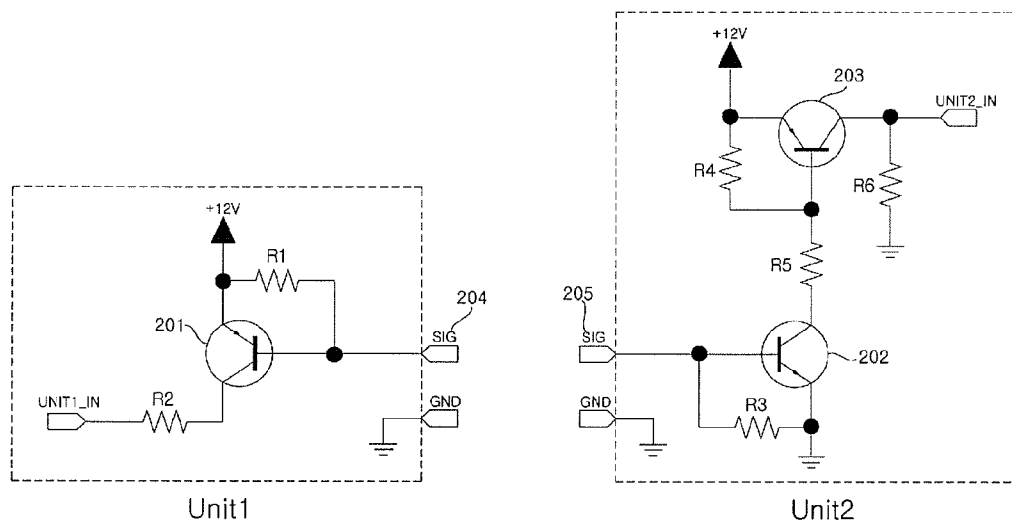 +12V
R1
201
204
SIG
UNIT1_IN
R2
GND
Unit1
+12V
203
UNIT2_IN
R4
R6
R5
205
SIG
202
GND
R3
Unit2